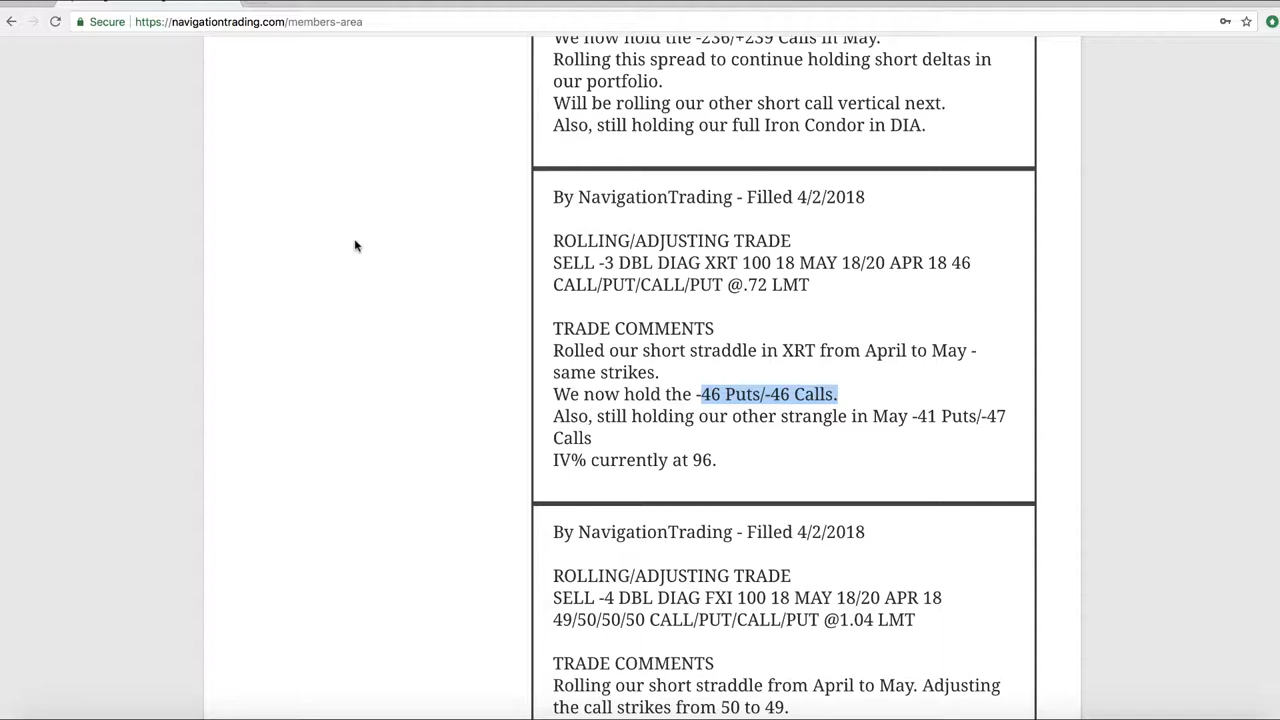 Secure https://navigationtrading.com/members-area
We now hold the -236/+239 Calls in May.
Rolling this spread to continue holding short deltas in
our portfolio.
Will be rolling our other short call vertical next.
Also, still holding our full Iron Condor in DIA.
By NavigationTrading - Filled 4/2/2018
ROLLING/ADJUSTING TRADE
SELL -3 DBL DIAG XRT 100 18 MAY 18/20 APR 18 46
CALL/PUT/CALL/PUT @.72 LMT
TRADE COMMENTS
Rolled our short straddle in XRT from April to May -
same strikes.
We now hold the -46 Puts/-46 Calls.
Also, still holding our other strangle in May -41 Puts/-47
Calls
IV% currently at 96.
By NavigationTrading - Filled 4/2/2018
ROLLING/ADJUSTING TRADE
SELL -4 DBL DIAG FXI 100 18 MAY 18/20 APR 18
49/50/50/50 CALL/PUT/CALL/PUT @1.04 LMT
TRADE COMMENTS
Rolling our short straddle from April to May. Adjusting
the call strikes from 50 to 49.